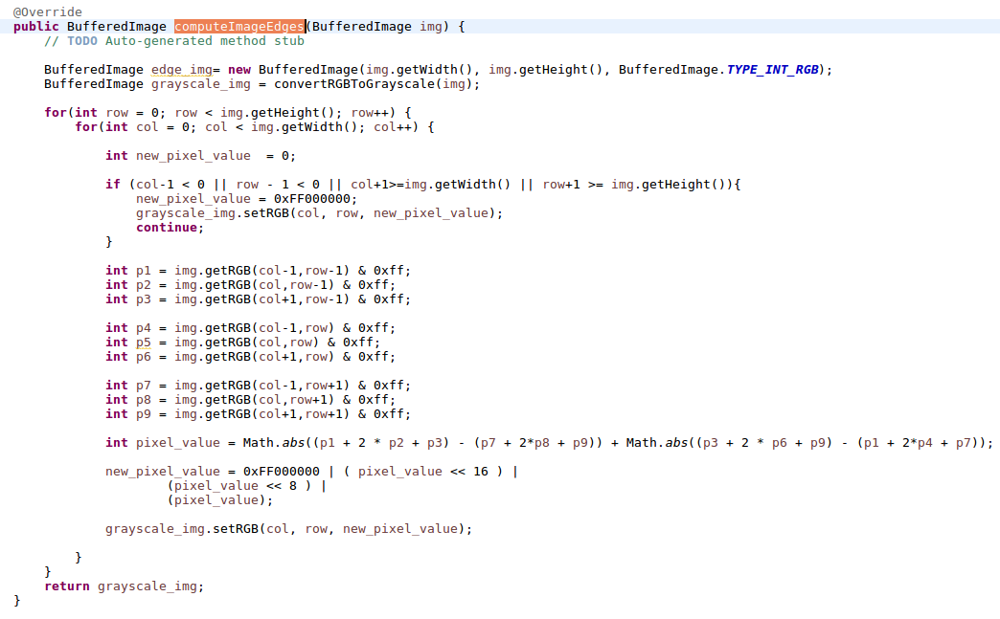 @Override
public BufferedImage computeImageEdges(BufferedImage img) {
    // TODO Auto-generated method stub

    BufferedImage edge_img= new BufferedImage(img.getWidth(), img.getHeight(), BufferedImage.TYPE_INT_RGB);
    BufferedImage grayscale_img = convertRGBToGrayscale(img);

    for(int row = 0; row < img.getHeight(); row++) {
        for(int col = 0; col < img.getWidth(); col++) {

            int new_pixel_value  = 0;

            if (col-1 < 0 || row - 1 < 0 || col+1>=img.getWidth() || row+1 >= img.getHeight()){
                new_pixel_value = 0xFF000000;
                grayscale_img.setRGB(col, row, new_pixel_value);
                continue;
            }

            int p1 = img.getRGB(col-1,row-1) & 0xff;
            int p2 = img.getRGB(col,row-1) & 0xff;
            int p3 = img.getRGB(col+1,row-1) & 0xff;

            int p4 = img.getRGB(col-1,row) & 0xff;
            int p5 = img.getRGB(col,row) & 0xff;
            int p6 = img.getRGB(col+1,row) & 0xff;

            int p7 = img.getRGB(col-1,row+1) & 0xff;
            int p8 = img.getRGB(col,row+1) & 0xff;
            int p9 = img.getRGB(col+1,row+1) & 0xff;

            int pixel_value = Math.abs((p1 + 2 * p2 + p3) - (p7 + 2*p8 + p9)) + Math.abs((p3 + 2 * p6 + p9) - (p1 + 2*p4 + p7));

            new_pixel_value = 0xFF000000 | ( pixel_value << 16 ) |
                    (pixel_value << 8 ) |
                    (pixel_value);

            grayscale_img.setRGB(col, row, new_pixel_value);

        }
    }
    return grayscale_img;
}